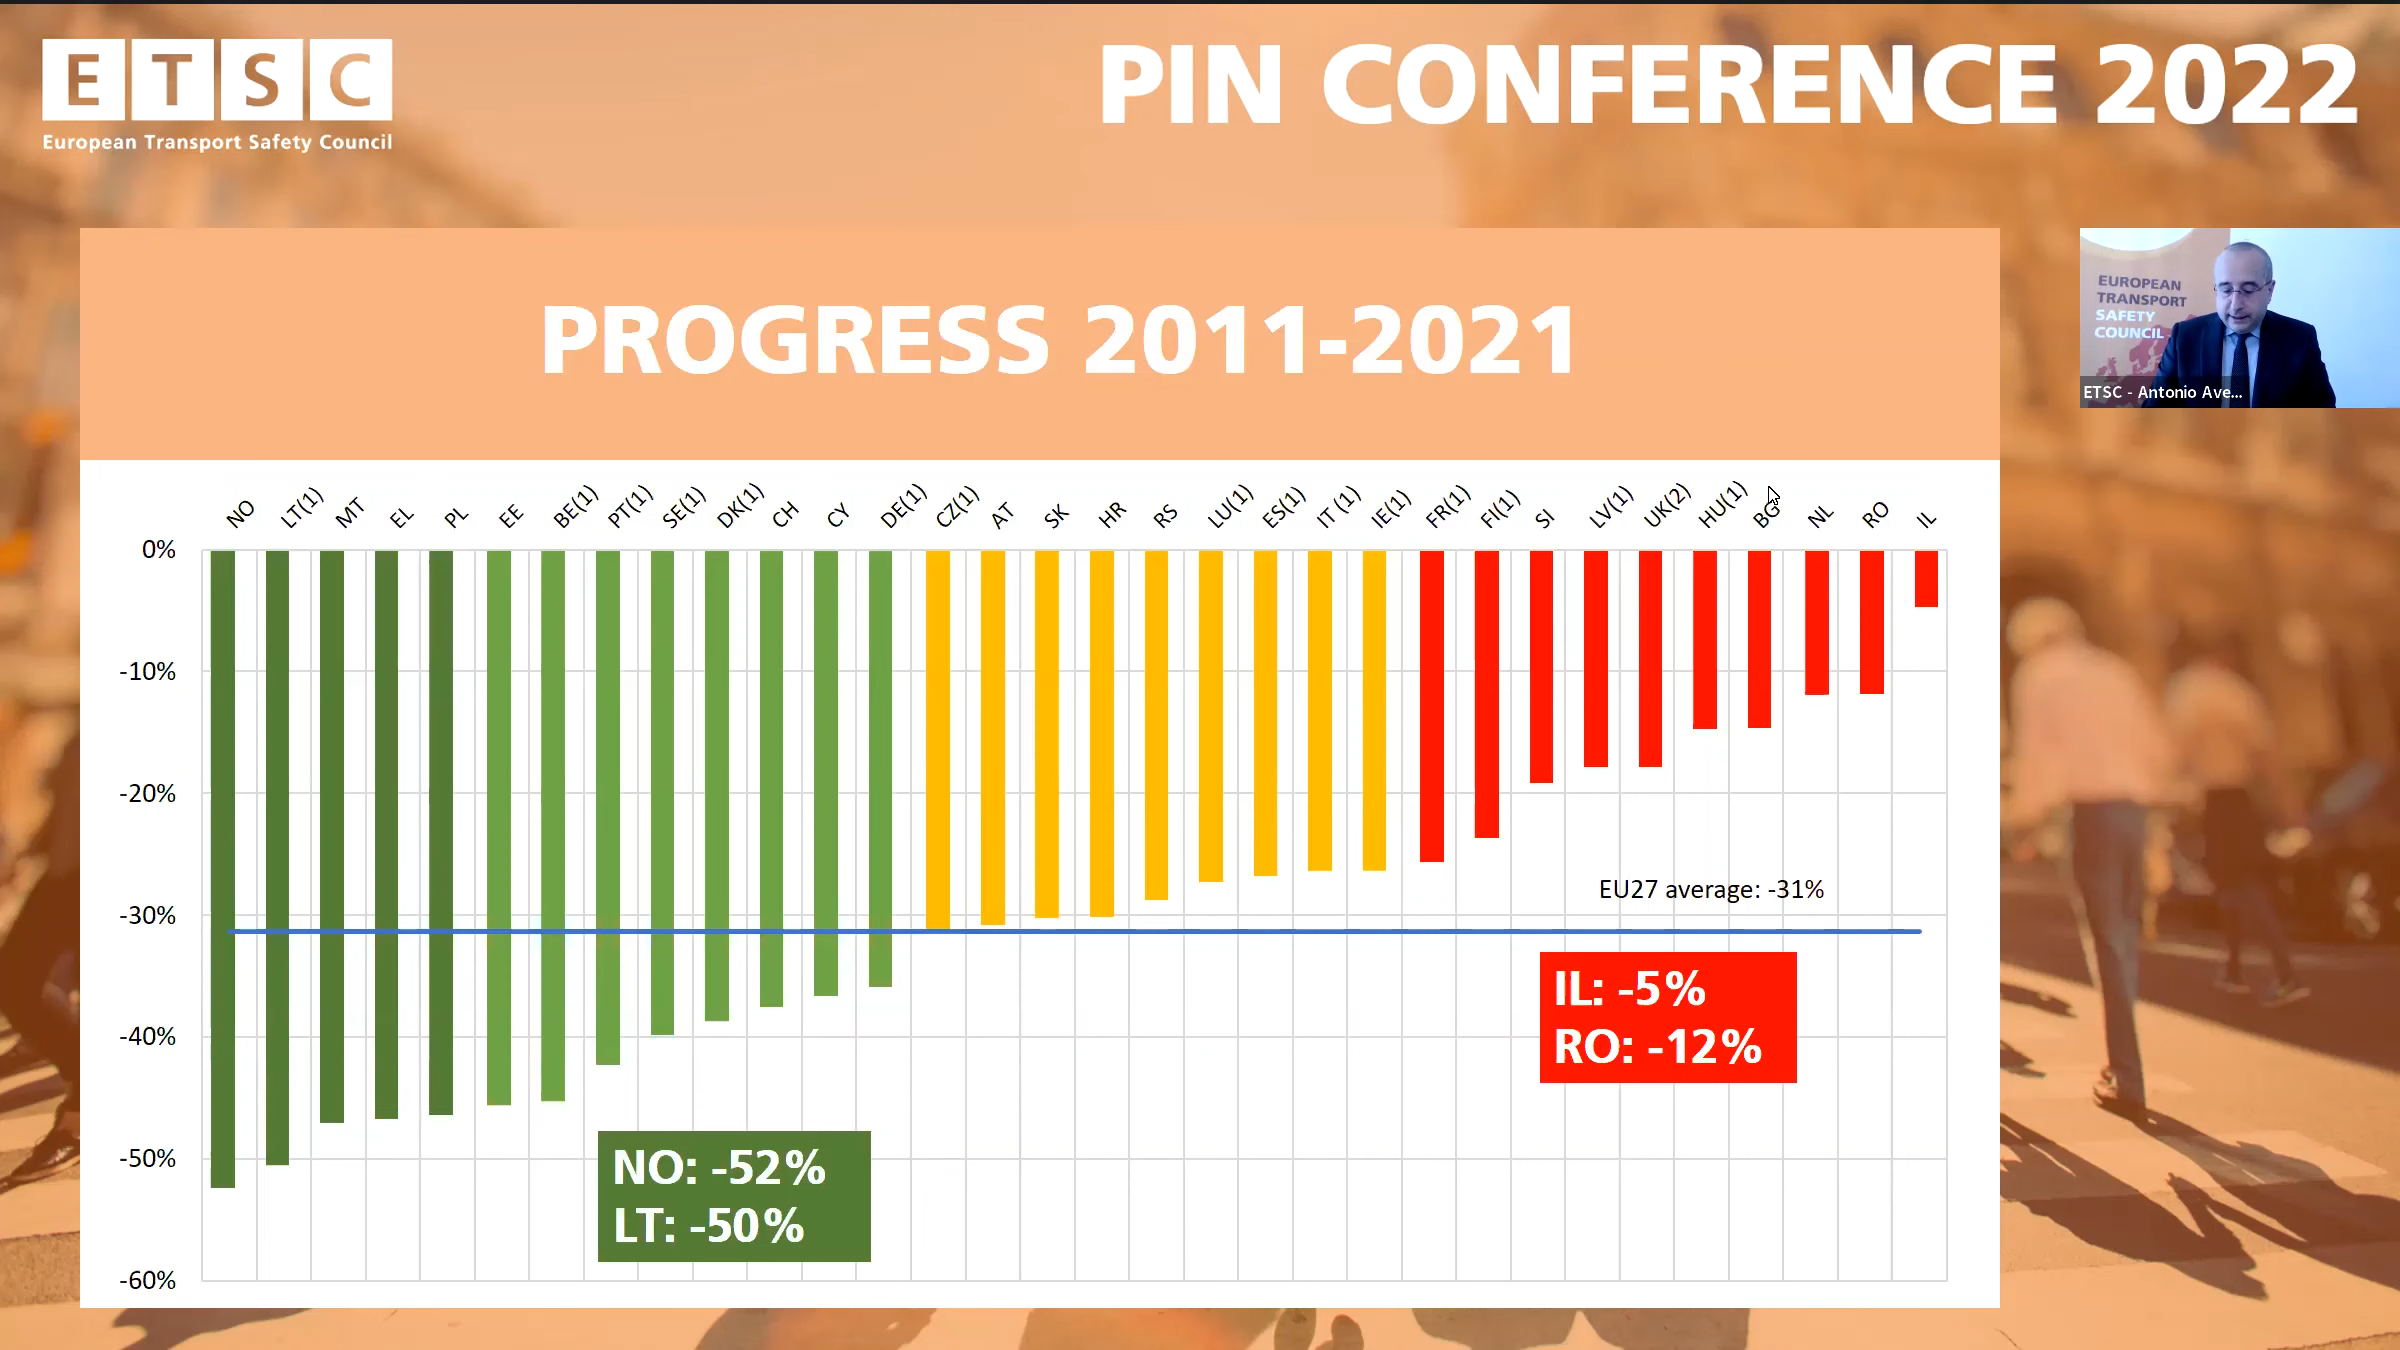 ETSC
European Transport Safety Council
PIN CONFERENCE 2022
PROGRESS 2011-2021
EUROPEAN
TRANSPORT
SAFETY
COUNCIL
ETSC - Antonio Ave...
NO LT(1) MT EL PL EE BE(1) PT(1) SE(1) DK(1) CH CY DE(1) CZ(1) AT SK HR RS LU(1) ES(1) IT (1) IE(1) FR(1) FI(1) SI LV(1) UK(2) HU(1) BG NL RO IL
0%
-10%
-20%
-30%
-40%
-50%
-60%
EU27 average: -31%
IL: -5%
RO: -12%
NO: -52%
LT: -50%